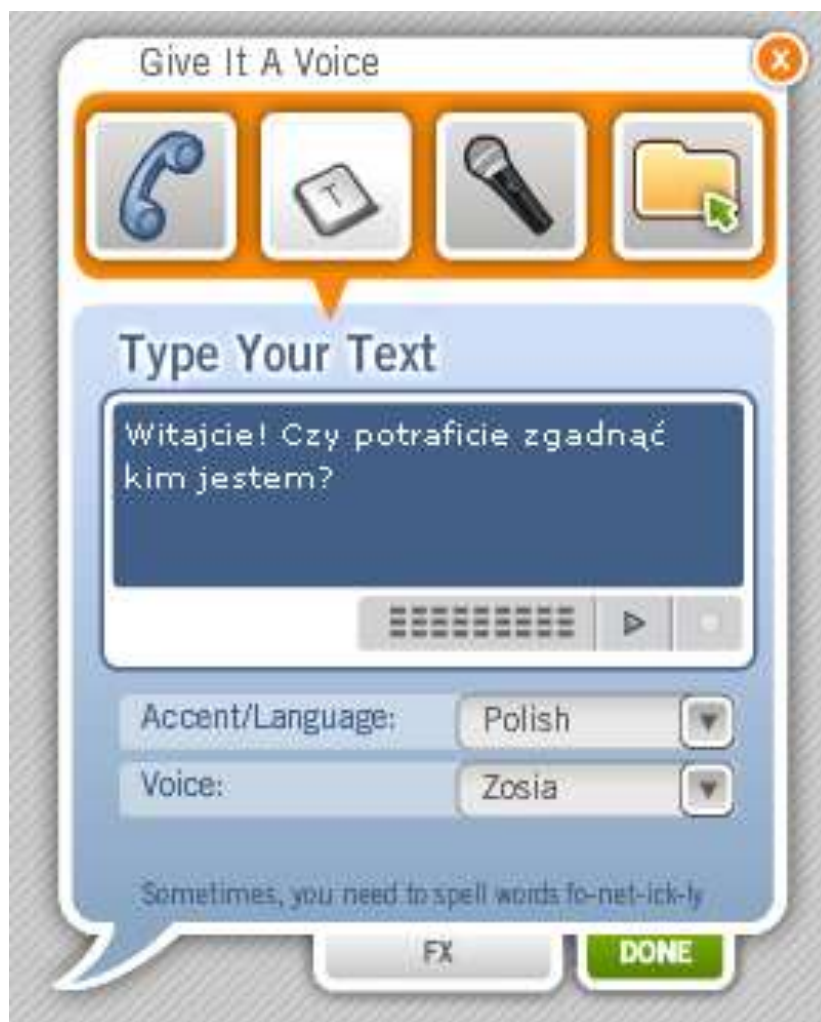 Give It A Voice
T
Type Your Text
Witajcie! Czy potraficie zgadnąć
kim jestem?
Accent/Language: Polish
Voice: Zosia
Sometimes, you need to spell words fo-net-ick-ly
FX DONE